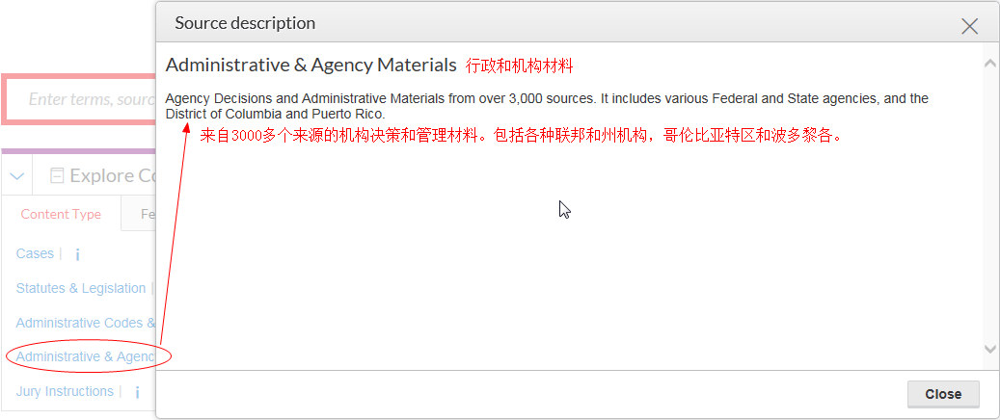 Source description
Administrative & Agency Materials 行政和机构材料
Agency Decisions and Administrative Materials from over 3,000 sources. It includes various Federal and State agencies, and the
District of Columbia and Puerto Rico.
来自3000多个来源的机构决策和管理材料。包括各种联邦和州机构，哥伦比亚特区和波多黎各。
Enter terms, sourc
Explore Co
Content Type Fe
Cases | i
Statutes & Legislation |
Administrative Codes &
Administrative & Agenc
Jury Instructions | i
Close